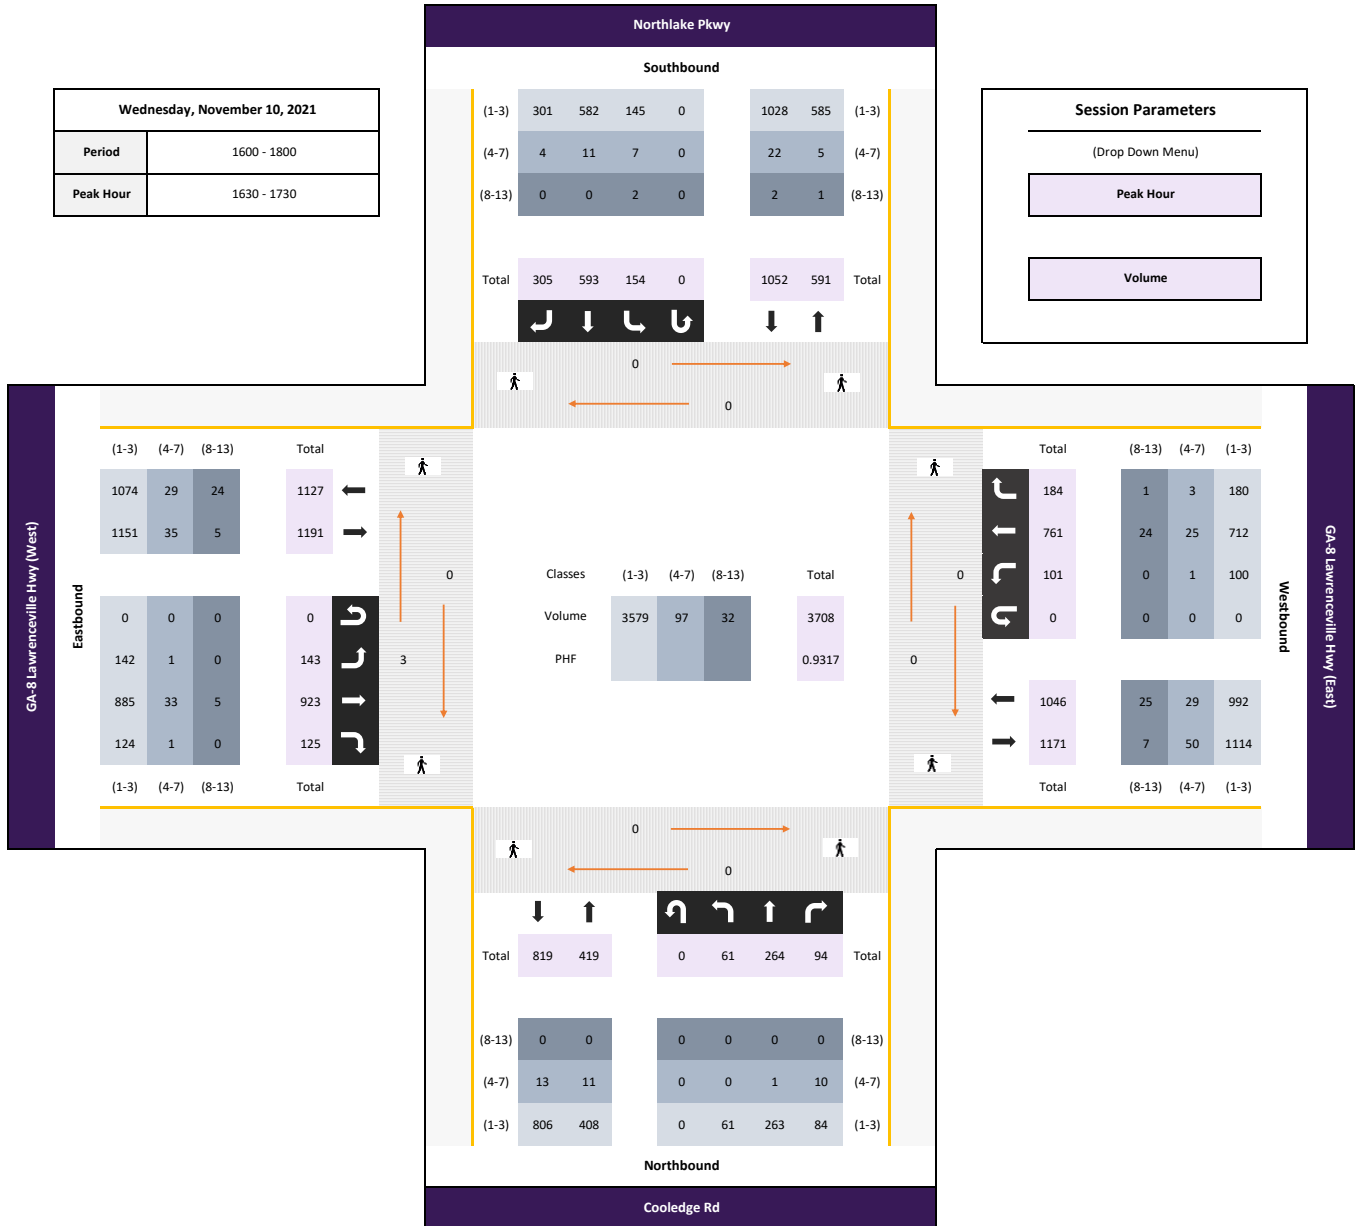 Northlake Pkwy
Southbound
Wednesday, November 10, 2021
Period 1600 - 1800
Peak Hour 1630 - 1730
(1-3) 301 582 145 0 1028 585 (1-3)
(4-7) 4 11 7 0 22 5 (4-7)
(8-13) 0 0 2 0 2 1 (8-13)
Total 305 593 154 0 1052 591 Total
Session Parameters
(Drop Down Menu)
Peak Hour
Volume
0
0
GA-8 Lawrenceville Hwy (West)
Eastbound
(1-3) (4-7) (8-13) Total
1074 29 24 1127
1151 35 5 1191
0 0 0 0
142 1 0 143
885 33 5 923
124 1 0 125
(1-3) (4-7) (8-13) Total
0
3
Classes (1-3) (4-7) (8-13) Total
Volume 3579 97 32 3708
PHF 0.9317
0
0
Total (8-13) (4-7) (1-3)
184 1 3 180
761 24 25 712
101 0 1 100
0 0 0 0
1046 25 29 992
1171 7 50 1114
Total (8-13) (4-7) (1-3)
Westbound
GA-8 Lawrenceville Hwy (East)
0
0
Total 819 419 0 61 264 94 Total
(8-13) 0 0 0 0 0 0 (8-13)
(4-7) 13 11 0 0 1 10 (4-7)
(1-3) 806 408 0 61 263 84 (1-3)
Northbound
Cooledge Rd